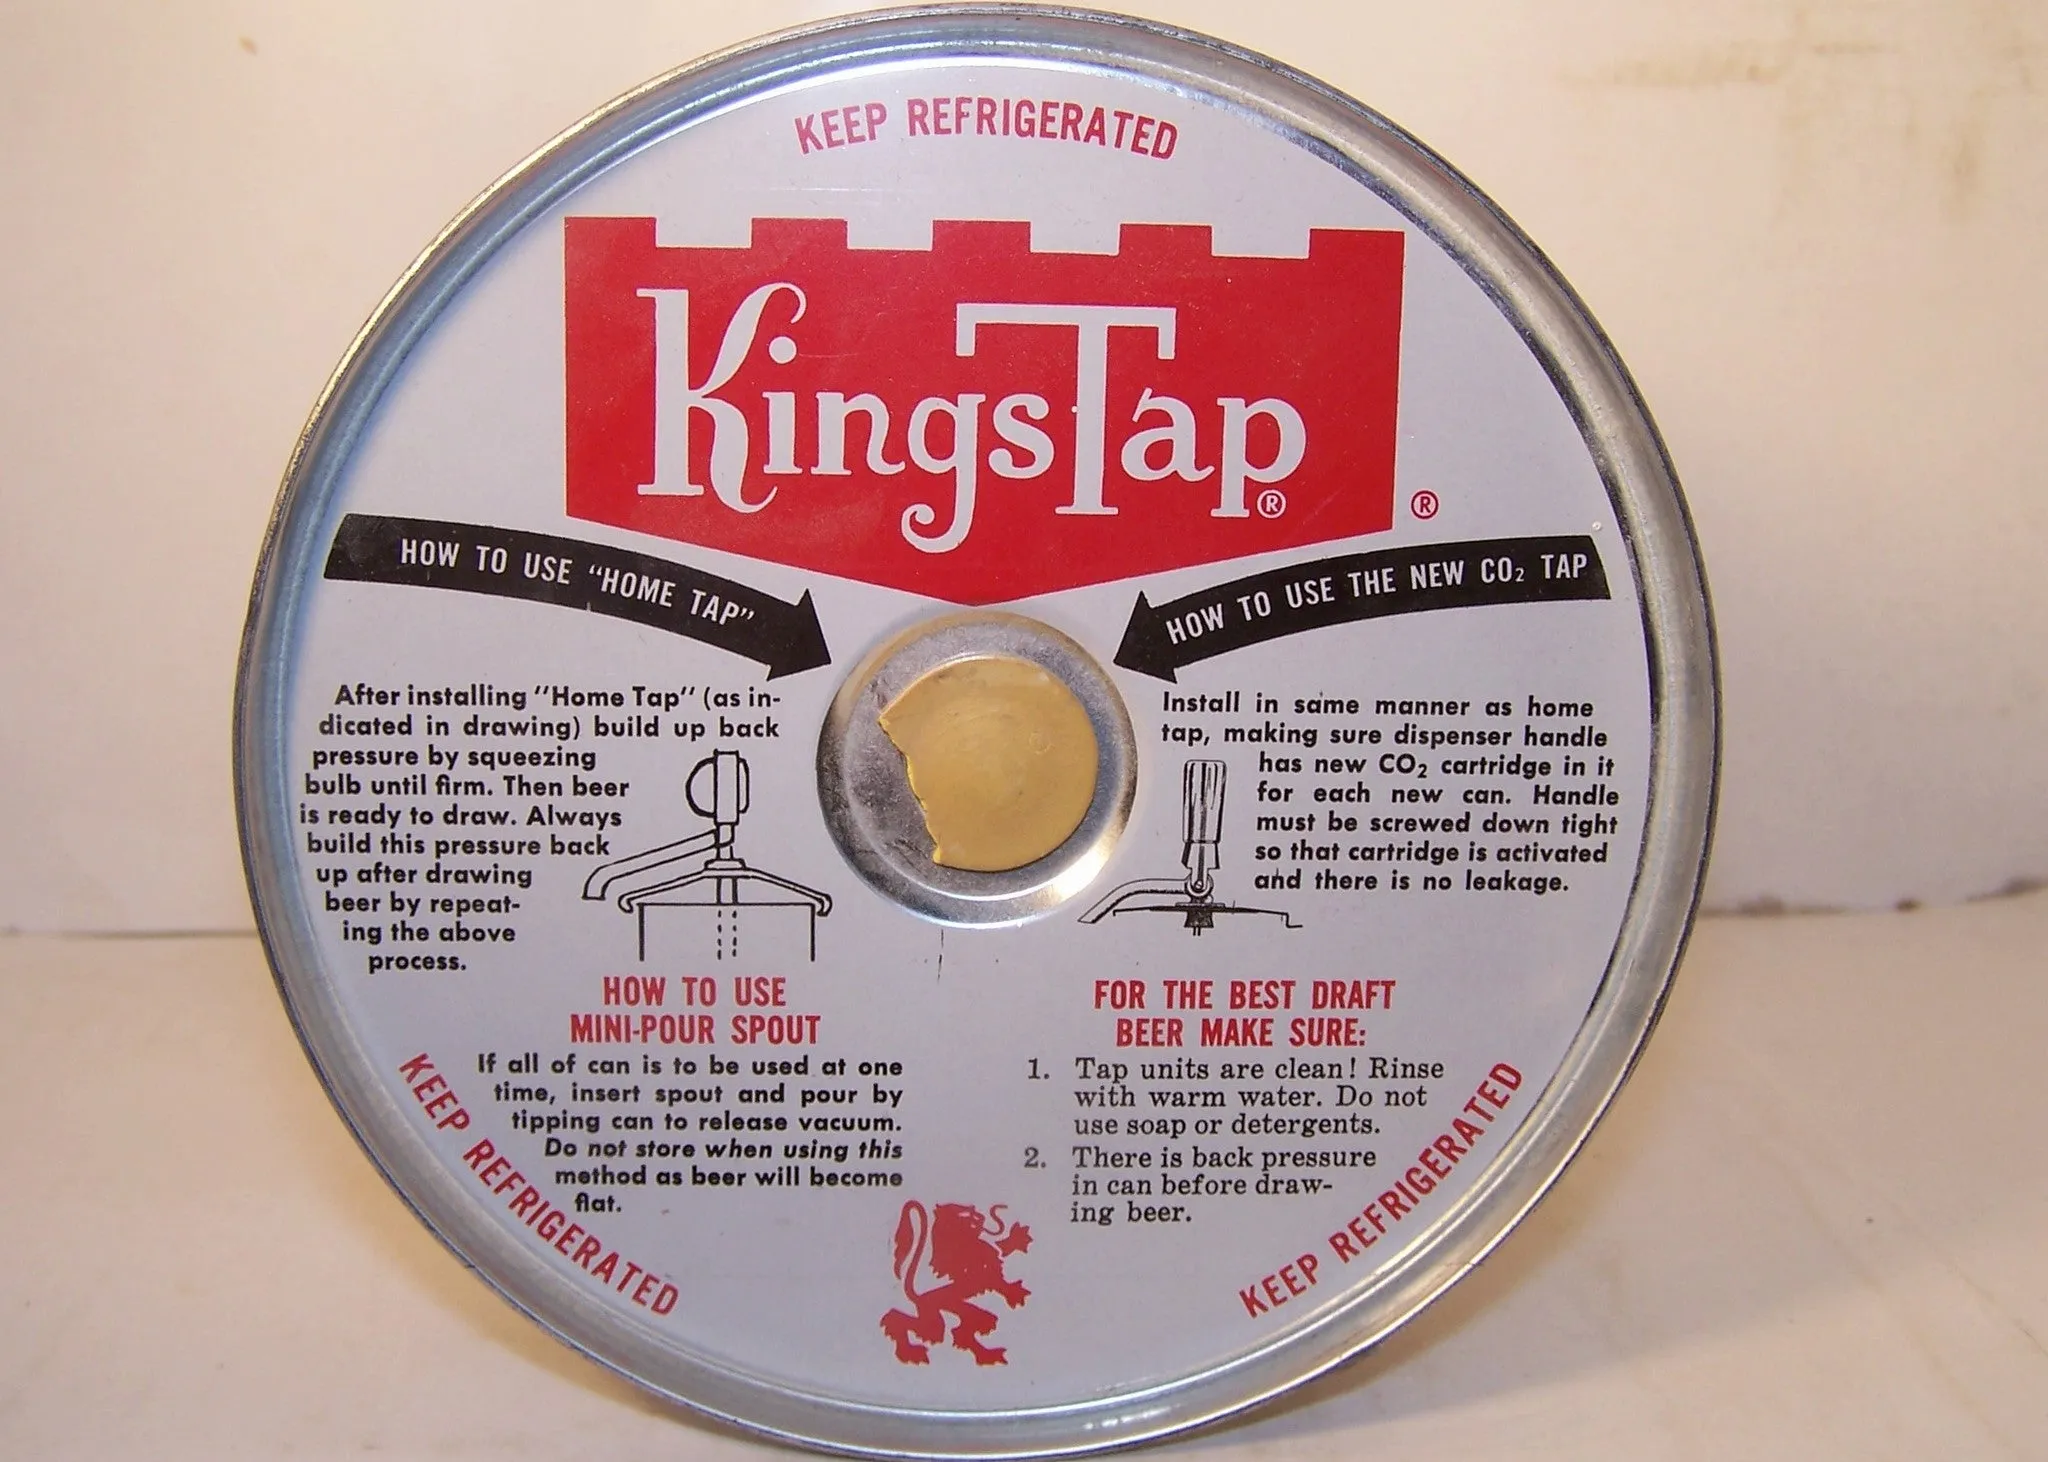 KEEP REFRIGERATED
KingsTap®
®
HOW TO USE "HOME TAP"
After installing "Home Tap" (as in-
dicated in drawing) build up back
pressure by squeezing
bulb until firm. Then beer
is ready to draw. Always
build this pressure back
up after drawing
beer by repeat-
ing the above
process.
HOW TO USE THE NEW CO₂ TAP
Install in same manner as home
tap, making sure dispenser handle
has new CO₂ cartridge in it
for each new can. Handle
must be screwed down tight
so that cartridge is activated
and there is no leakage.
HOW TO USE
MINI-POUR SPOUT
If all of can is to be used at one
time, insert spout and pour by
tipping can to release vacuum.
Do not store when using this
method as beer will become
flat.
FOR THE BEST DRAFT
BEER MAKE SURE:
1. Tap units are clean! Rinse
with warm water. Do not
use soap or detergents.
2. There is back pressure
in can before draw-
ing beer.
KEEP REFRIGERATED
KEEP REFRIGERATED